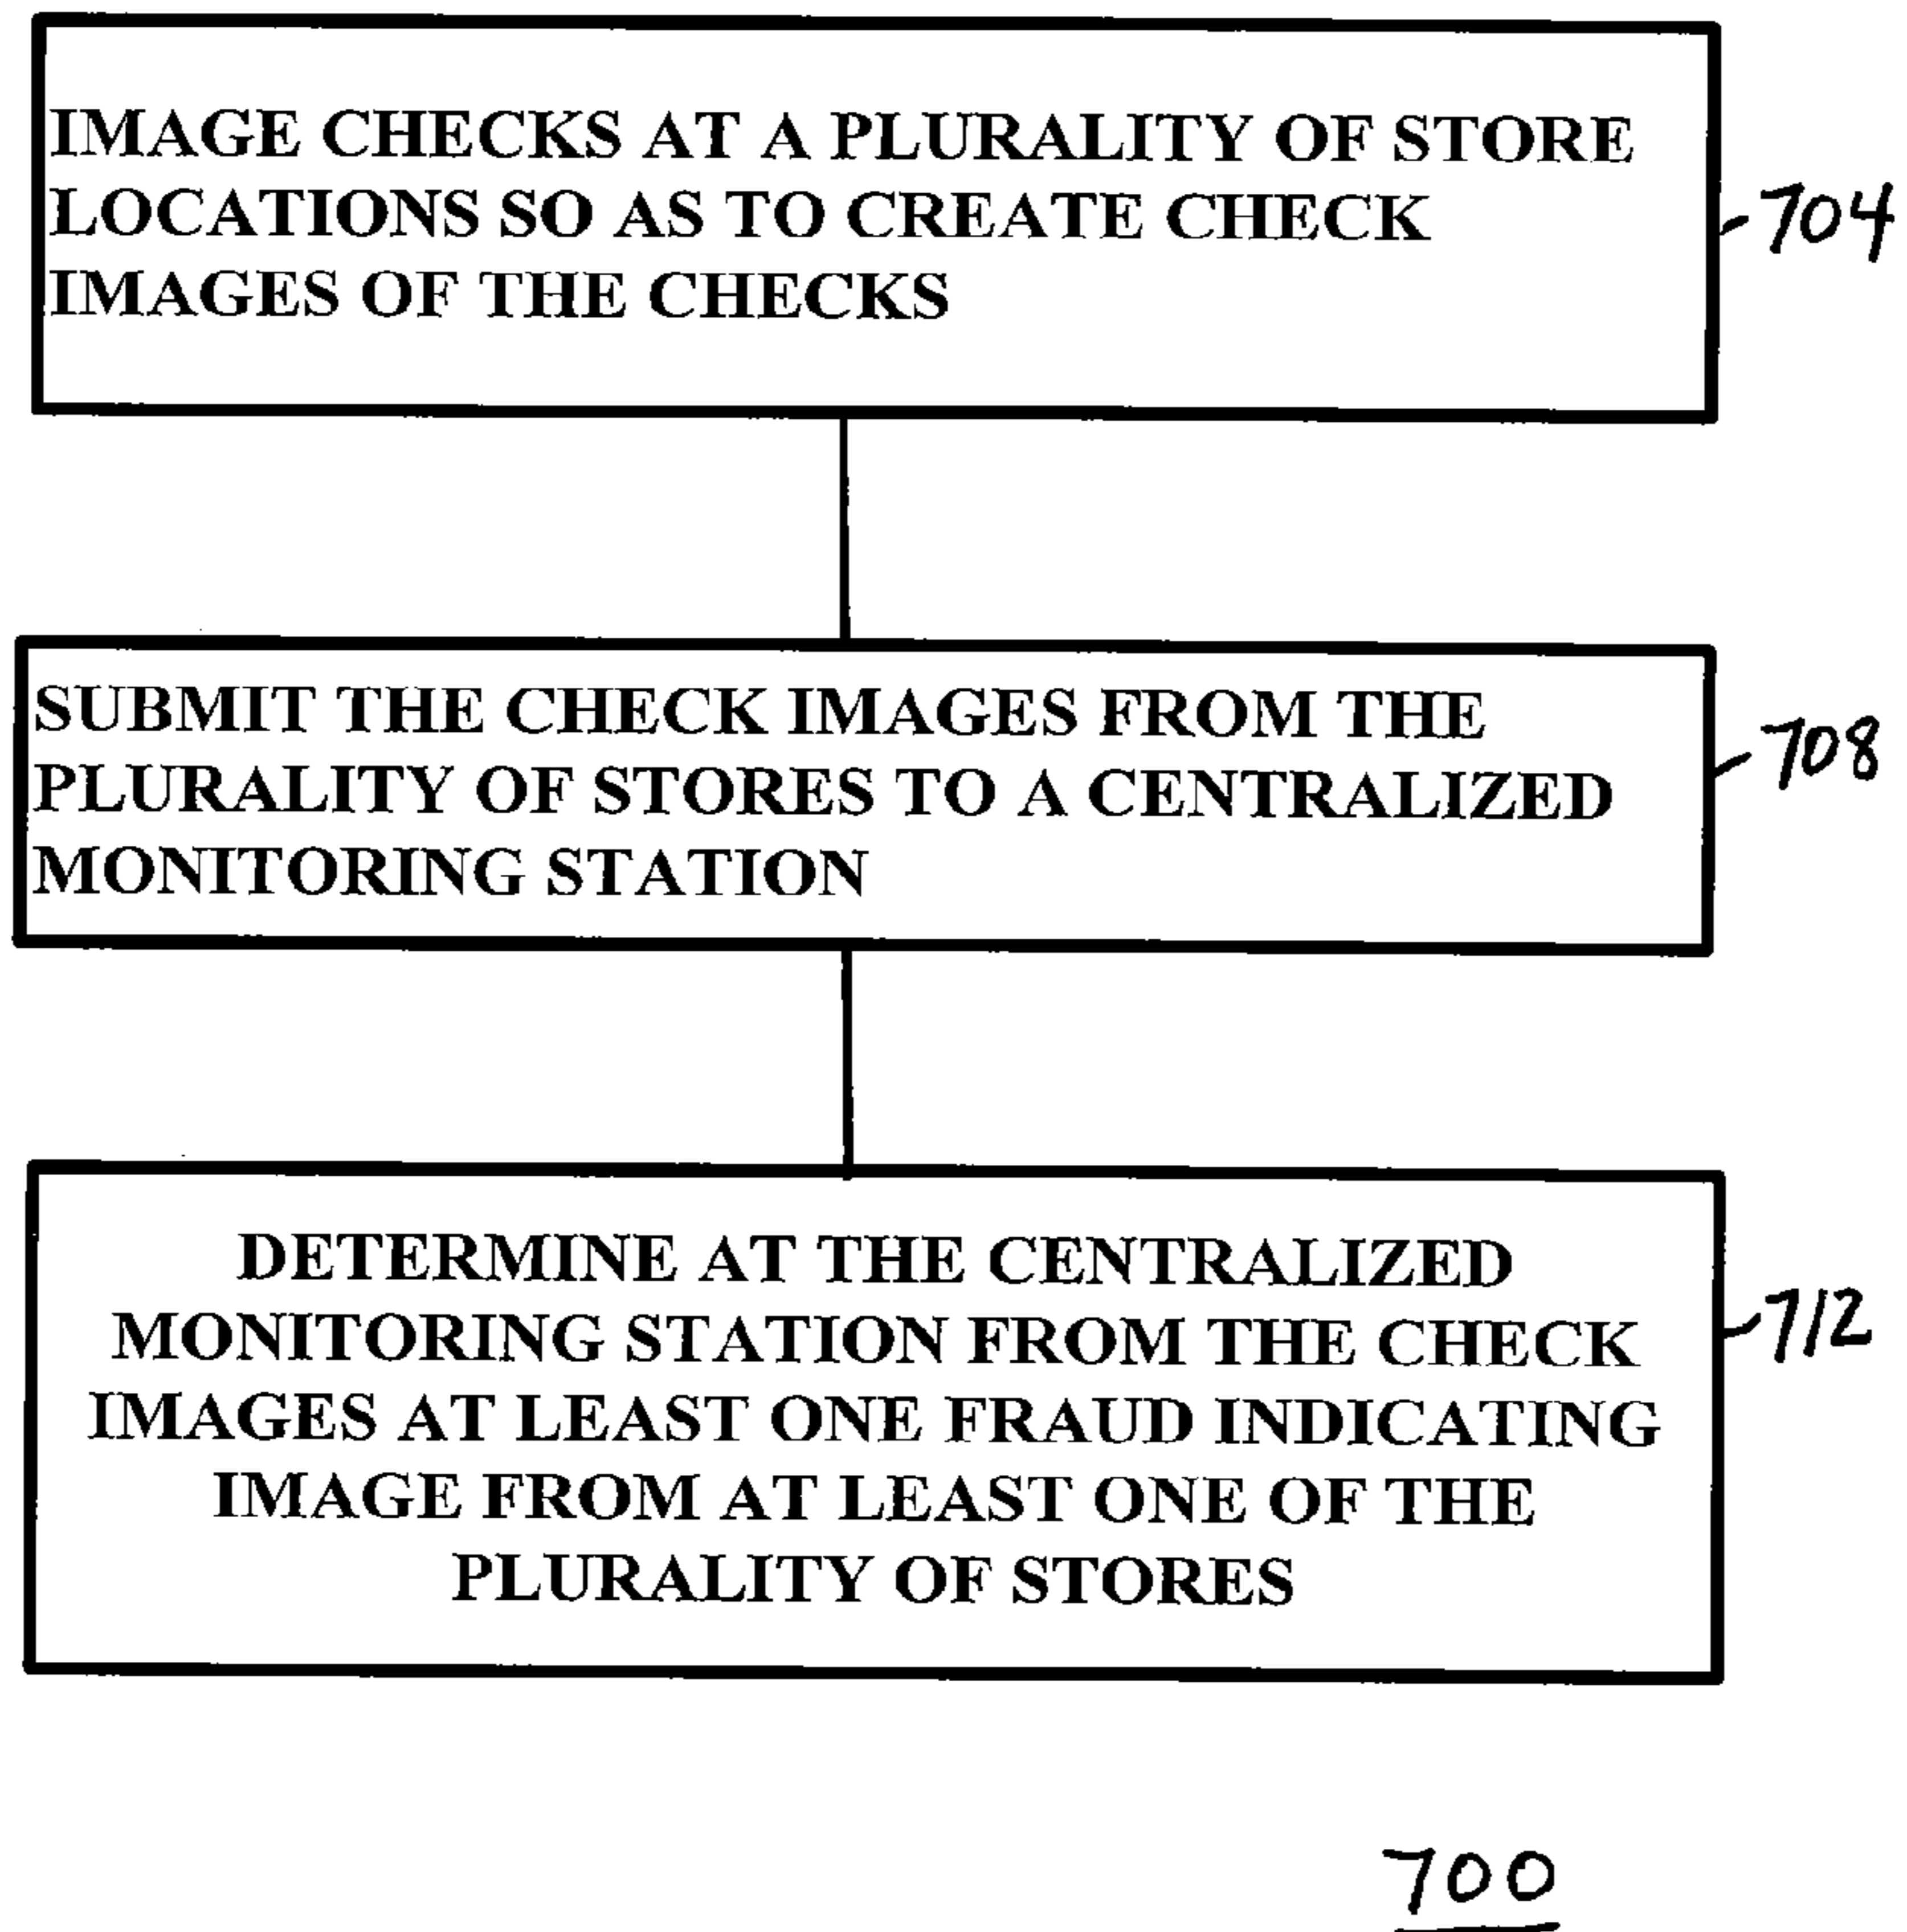 IMAGE CHECKS AT A PLURALITY OF STORE
LOCATIONS SO AS TO CREATE CHECK
IMAGES OF THE CHECKS
704
SUBMIT THE CHECK IMAGES FROM THE
PLURALITY OF STORES TO A CENTRALIZED
MONITORING STATION
708
DETERMINE AT THE CENTRALIZED
MONITORING STATION FROM THE CHECK
IMAGES AT LEAST ONE FRAUD INDICATING
IMAGE FROM AT LEAST ONE OF THE
PLURALITY OF STORES
712
700